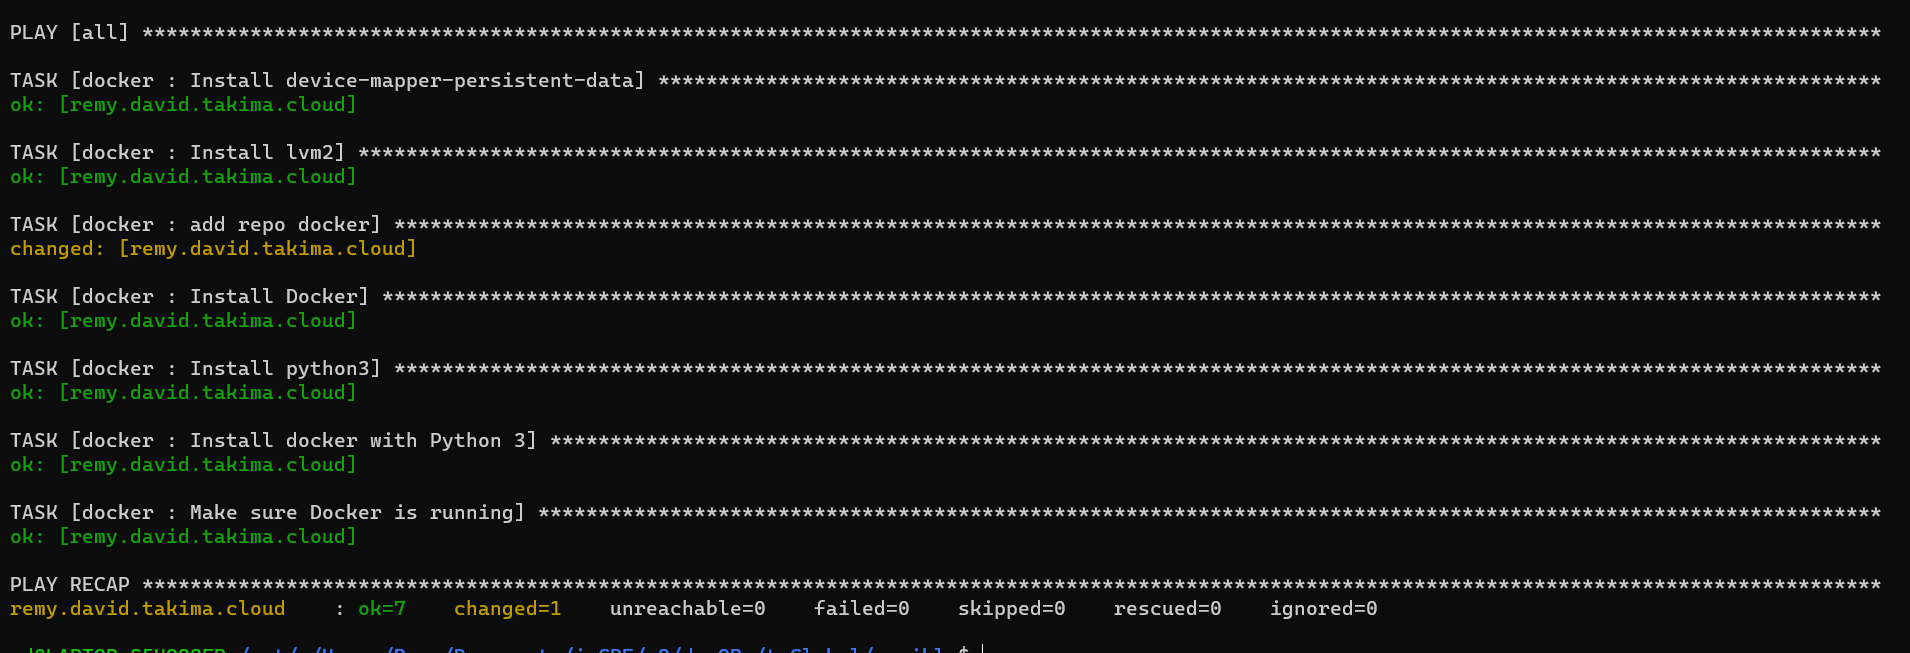 PLAY [all] *************************************************************************************************************************************************
TASK [docker : Install device-mapper-persistent-data] ******************************************************************************************************
ok: [remy.david.takima.cloud]
TASK [docker : Install lvm2] *******************************************************************************************************************************
ok: [remy.david.takima.cloud]
TASK [docker : add repo docker] ****************************************************************************************************************************
changed: [remy.david.takima.cloud]
TASK [docker : Install Docker] *****************************************************************************************************************************
ok: [remy.david.takima.cloud]
TASK [docker : Install python3] ****************************************************************************************************************************
ok: [remy.david.takima.cloud]
TASK [docker : Install docker with Python 3] ***************************************************************************************************************
ok: [remy.david.takima.cloud]
TASK [docker : Make sure Docker is running] ****************************************************************************************************************
ok: [remy.david.takima.cloud]
PLAY RECAP *************************************************************************************************************************************************
remy.david.takima.cloud    : ok=7    changed=1    unreachable=0    failed=0    skipped=0    rescued=0    ignored=0